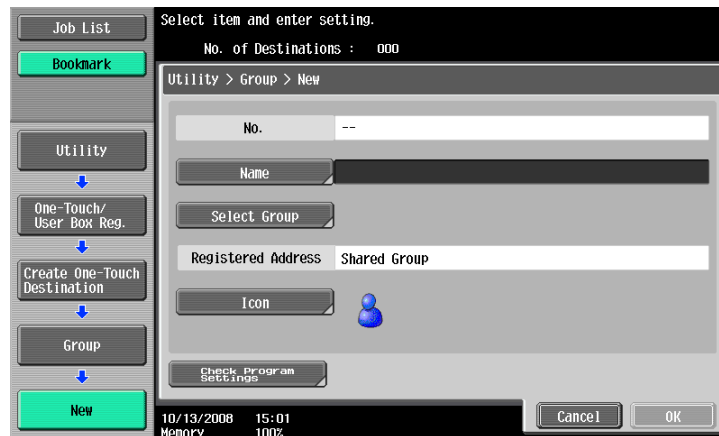 Job List
Bookmark
Utility
One-Touch/
User Box Reg.
Create One-Touch
Destination
Group
New
Select item and enter setting.
No. of Destinations : 000
Utility > Group > New
No. --
Name
Select Group
Registered Address Shared Group
Icon
Check Program
Settings
10/13/2008 15:01
Memory 100%
Cancel OK